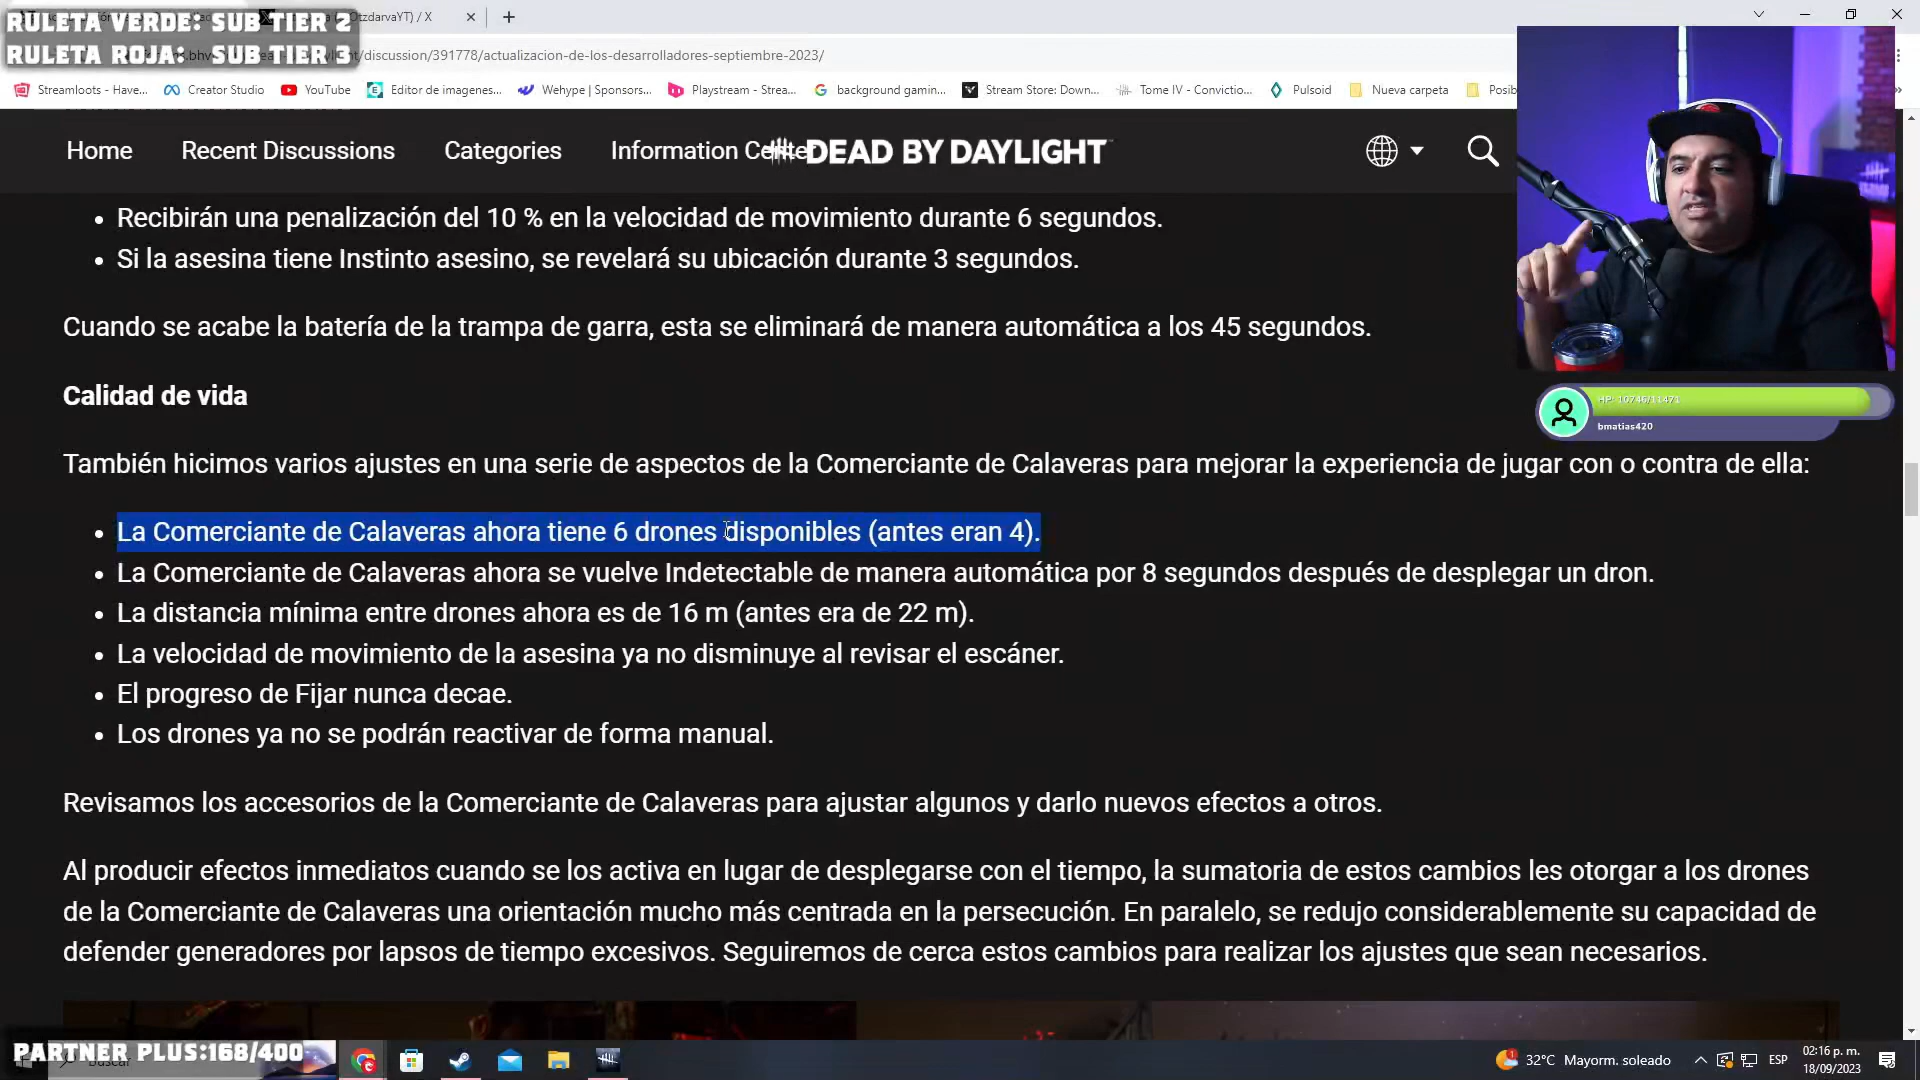 RULETA VERDE: SUB TIER 2
RULETA ROJA: SUB TIER 3
OtzdarvaYT) / X
/discussion/391778/actualizacion-de-los-desarrolladores-septiembre-2023/
Streamloots - Have... Creator Studio YouTube Editor de imagenes... Wehype | Sponsors... Playstream - Strea... background gamin... Stream Store: Down... Tome IV - Convictio... Pulsoid Nueva carpeta Posib
Home Recent Discussions Categories Information Center DEAD BY DAYLIGHT
• Recibirán una penalización del 10 % en la velocidad de movimiento durante 6 segundos.
• Si la asesina tiene Instinto asesino, se revelará su ubicación durante 3 segundos.
Cuando se acabe la batería de la trampa de garra, esta se eliminará de manera automática a los 45 segundos.
Calidad de vida
HP: 10746/11471
bmatias420
También hicimos varios ajustes en una serie de aspectos de la Comerciante de Calaveras para mejorar la experiencia de jugar con o contra de ella:
• La Comerciante de Calaveras ahora tiene 6 drones disponibles (antes eran 4).
• La Comerciante de Calaveras ahora se vuelve Indetectable de manera automática por 8 segundos después de desplegar un dron.
• La distancia mínima entre drones ahora es de 16 m (antes era de 22 m).
• La velocidad de movimiento de la asesina ya no disminuye al revisar el escáner.
• El progreso de Fijar nunca decae.
• Los drones ya no se podrán reactivar de forma manual.
Revisamos los accesorios de la Comerciante de Calaveras para ajustar algunos y darlo nuevos efectos a otros.
Al producir efectos inmediatos cuando se los activa en lugar de desplegarse con el tiempo, la sumatoria de estos cambios les otorgar a los drones
de la Comerciante de Calaveras una orientación mucho más centrada en la persecución. En paralelo, se redujo considerablemente su capacidad de
defender generadores por lapsos de tiempo excesivos. Seguiremos de cerca estos cambios para realizar los ajustes que sean necesarios.
PARTNER PLUS:168/400
Buscar
32°C Mayorm. soleado ESP 02:16 p. m.
18/09/2023